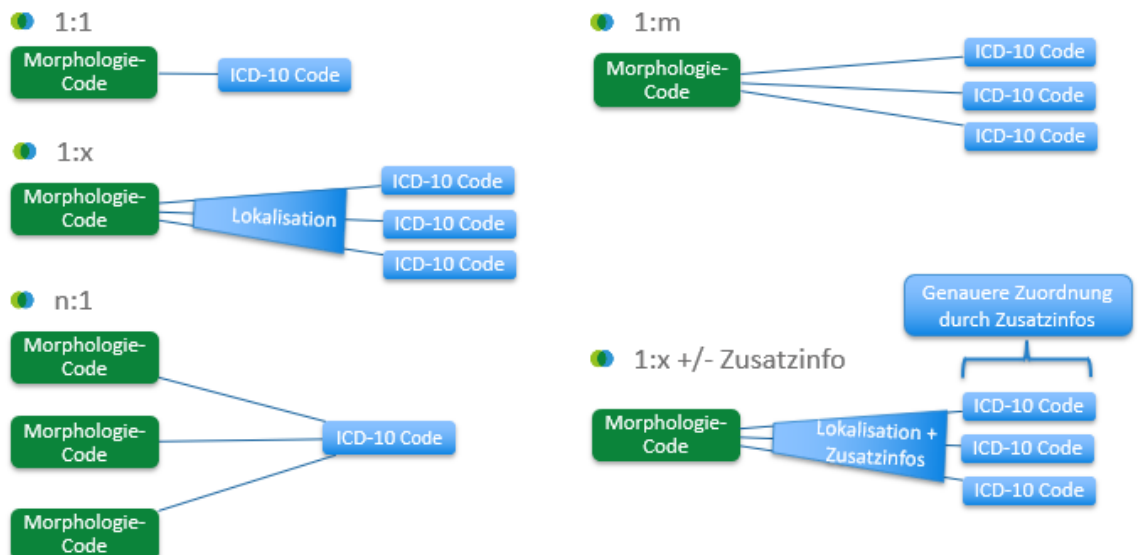 1:1
Morphologie-
Code
ICD-10 Code
1:x
Morphologie-
Code
Lokalisation
ICD-10 Code
ICD-10 Code
ICD-10 Code
n:1
Morphologie-
Code
Morphologie-
Code
Morphologie-
Code
ICD-10 Code
1:m
Morphologie-
Code
ICD-10 Code
ICD-10 Code
ICD-10 Code
Genauere Zuordnung
durch Zusatzinfos
1:x +/- Zusatzinfo
Morphologie-
Code
Lokalisation +
Zusatzinfos
ICD-10 Code
ICD-10 Code
ICD-10 Code